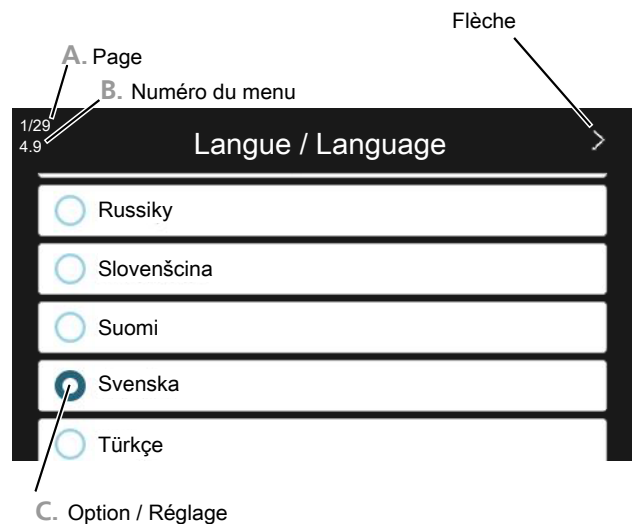 Flèche
A. Page
B. Numéro du menu
1/29
4.9
Langue / Language
Russiky
Slovenšcina
Suomi
Svenska
Türkçe
C. Option / Réglage